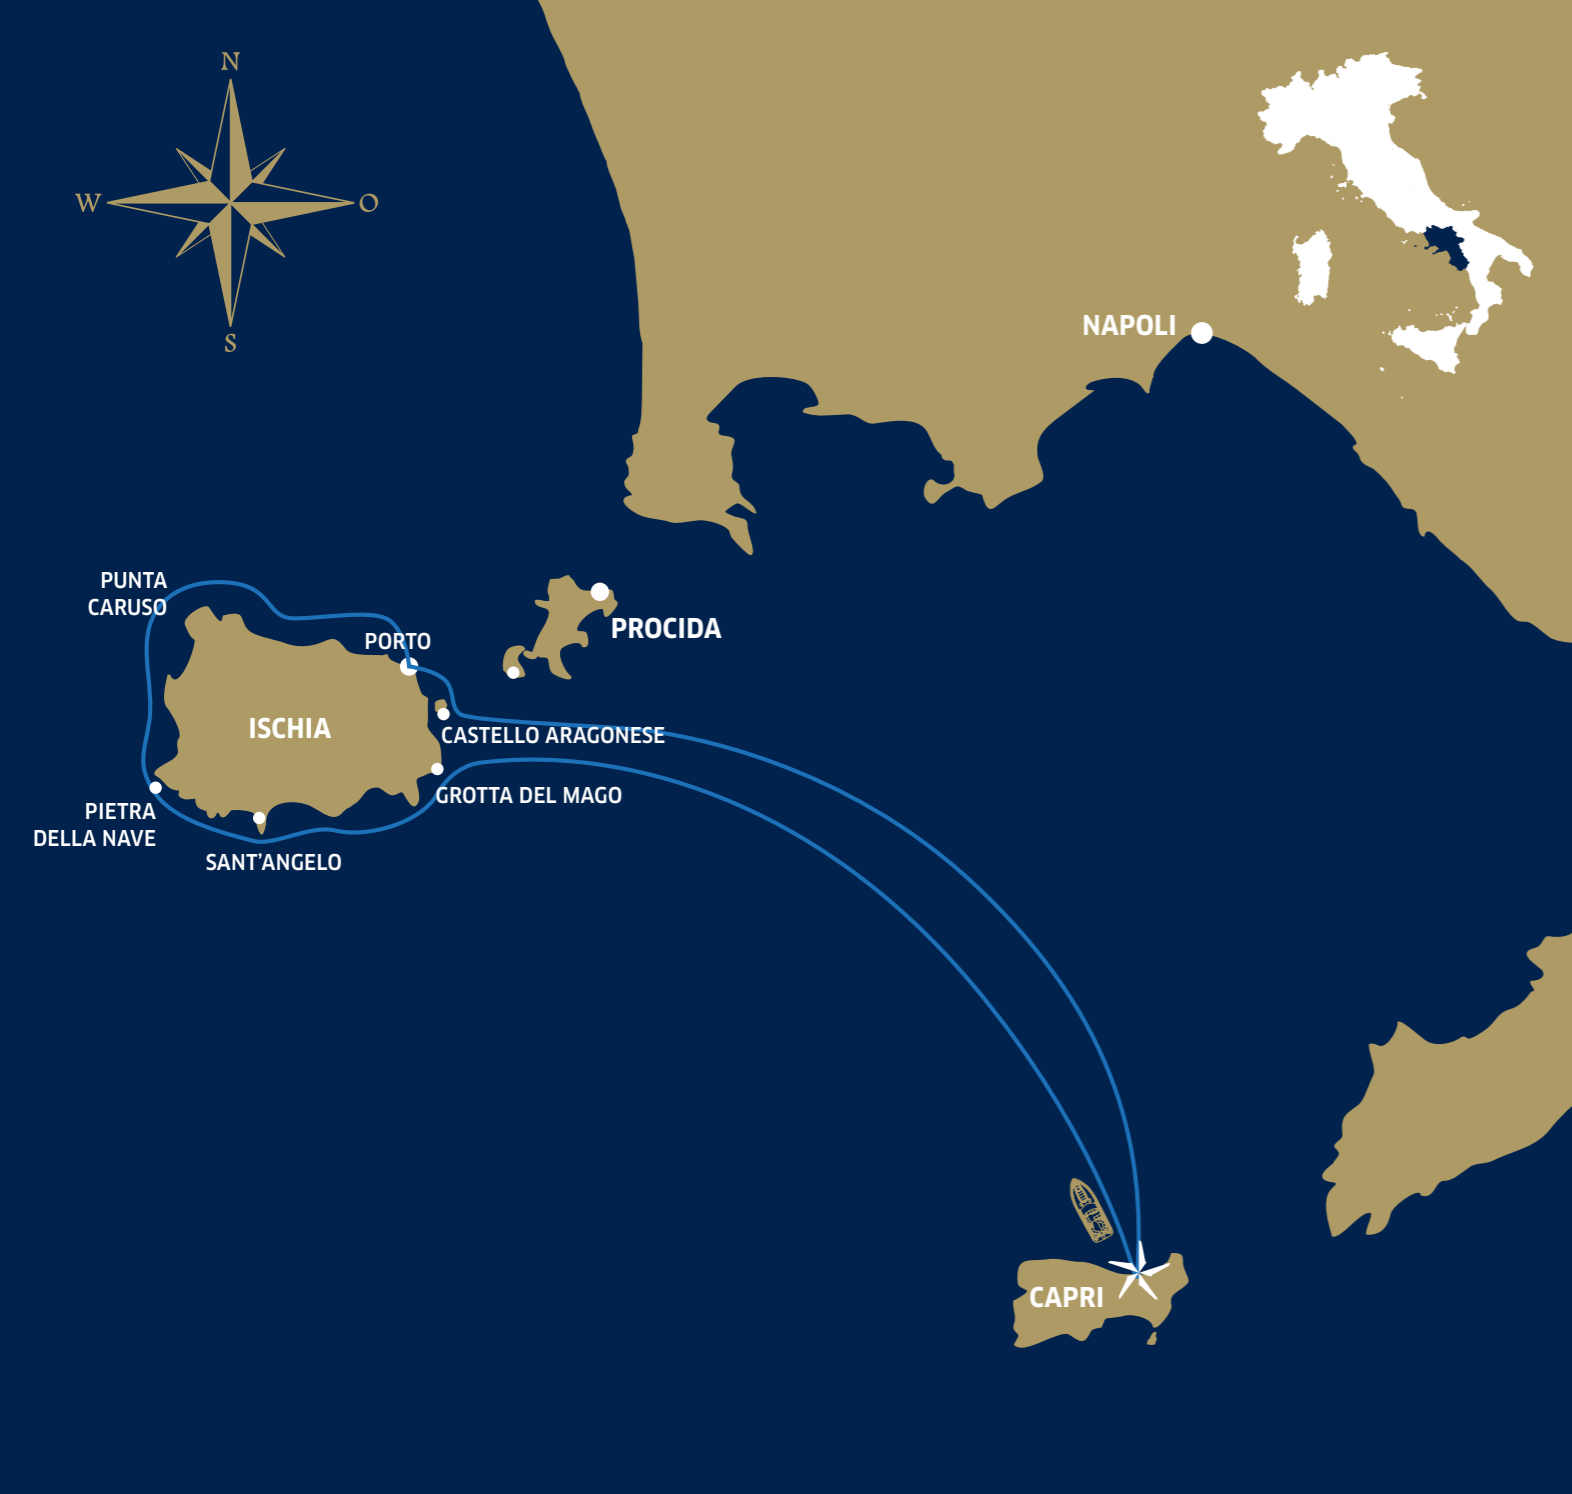 N
W
O
S
NAPOLI
PUNTA
CARUSO
PORTO
PROCIDA
ISCHIA
CASTELLO ARAGONESE
GROTTA DEL MAGO
PIETRA
DELLA NAVE
SANT'ANGELO
CAPRI